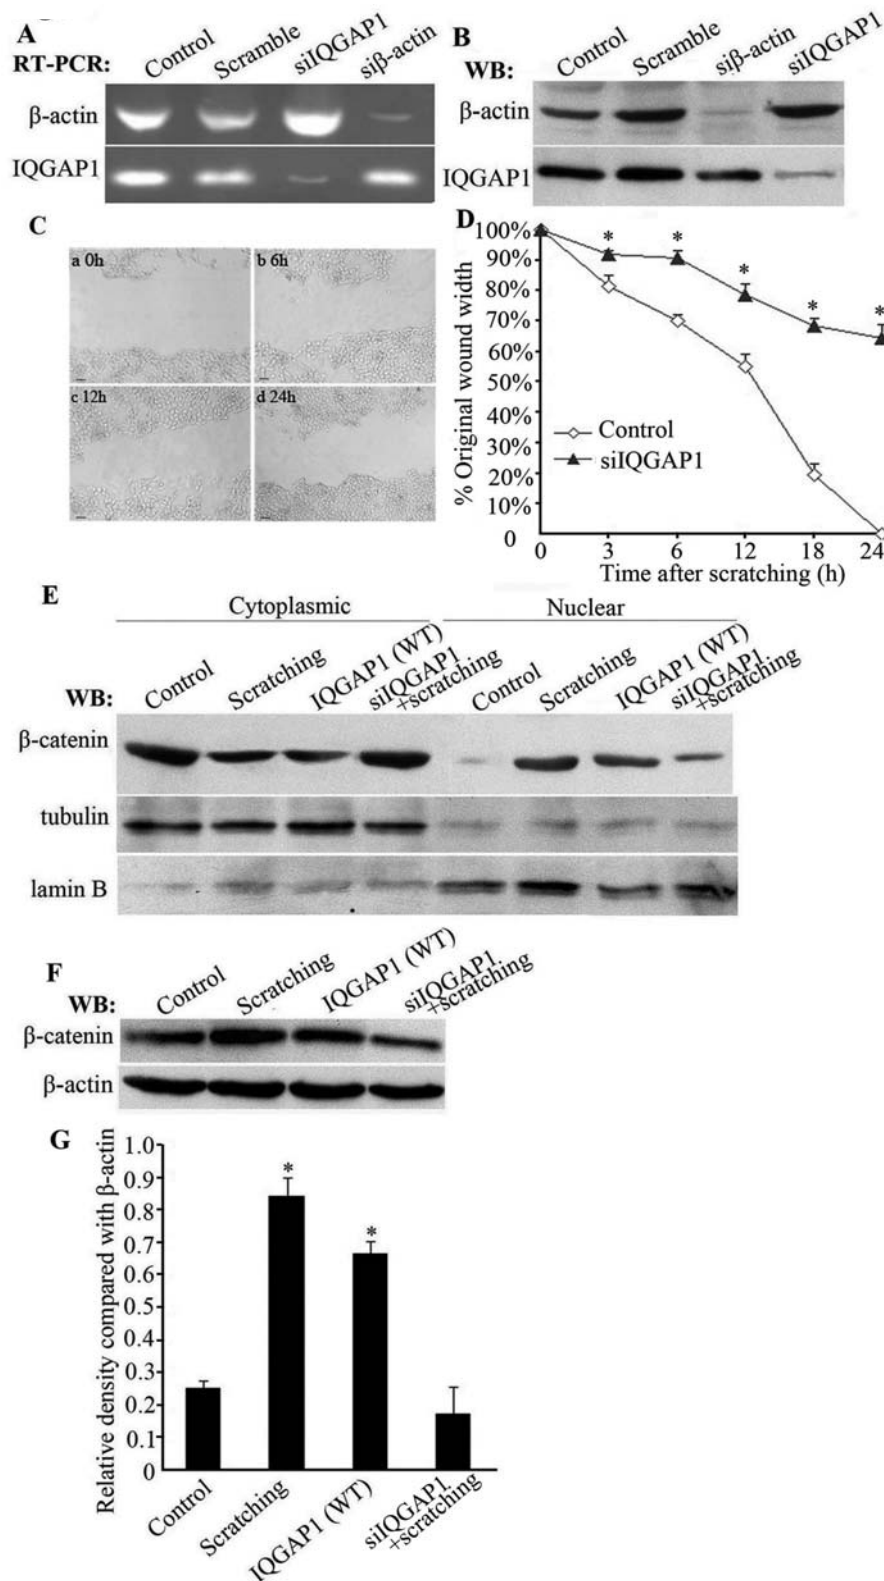 A
RT-PCR:
Control
Scramble
siIQGAP1
siβ-actin
β-actin
IQGAP1
B
WB:
Control
Scramble
siβ-actin
siIQGAP1
β-actin
IQGAP1
C
a 0h
b 6h
c 12h
d 24h
D
100%
90%
80%
70%
60%
50%
40%
30%
20%
10%
0
% Original wound width
* * * * *
Control
siIQGAP1
0 3 6 12 18 24
Time after scratching (h)
E
Cytoplasmic Nuclear
WB:
Control
Scratching
IQGAP1 (WT)
siIQGAP1
+scratching
Control
Scratching
IQGAP1 (WT)
siIQGAP1
+scratching
β-catenin
tubulin
lamin B
F
WB:
Control
Scratching
IQGAP1 (WT)
siIQGAP1
+scratching
β-catenin
β-actin
G
Relative density compared with β-actin
1.0
0.9
0.8
0.7
0.6
0.5
0.4
0.3
0.2
0.1
0
* *
Control
Scratching
IQGAP1 (WT)
siIQGAP1
+scratching